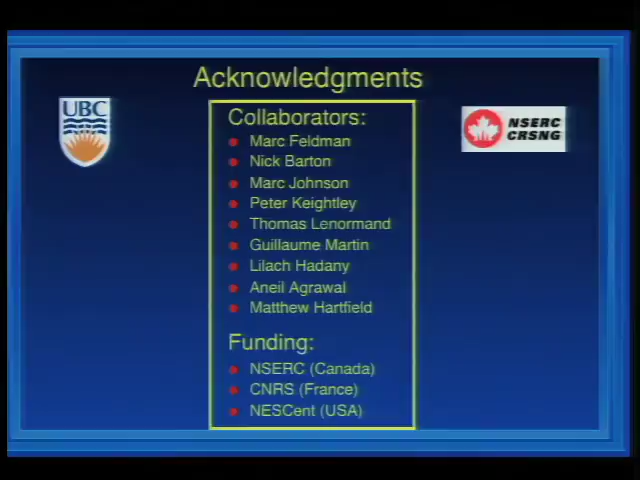 Acknowledgments
UBC
NSERC
CRSNG
Collaborators:
Marc Feldman
Nick Barton
Marc Johnson
Peter Keightley
Thomas Lenormand
Guillaume Martin
Lilach Hadany
Aneil Agrawal
Matthew Hartfield
Funding:
NSERC (Canada)
CNRS (France)
NESCent (USA)